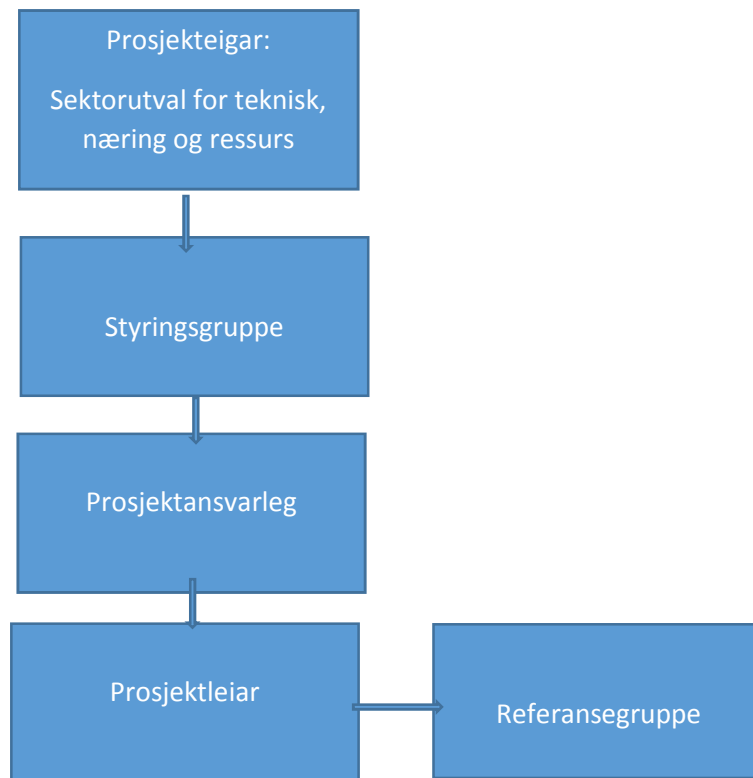 Prosjekteigar:
Sektorutval for teknisk,
næring og ressurs
Styringsgruppe
Prosjektansvarleg
Prosjektleiar
Referansegruppe